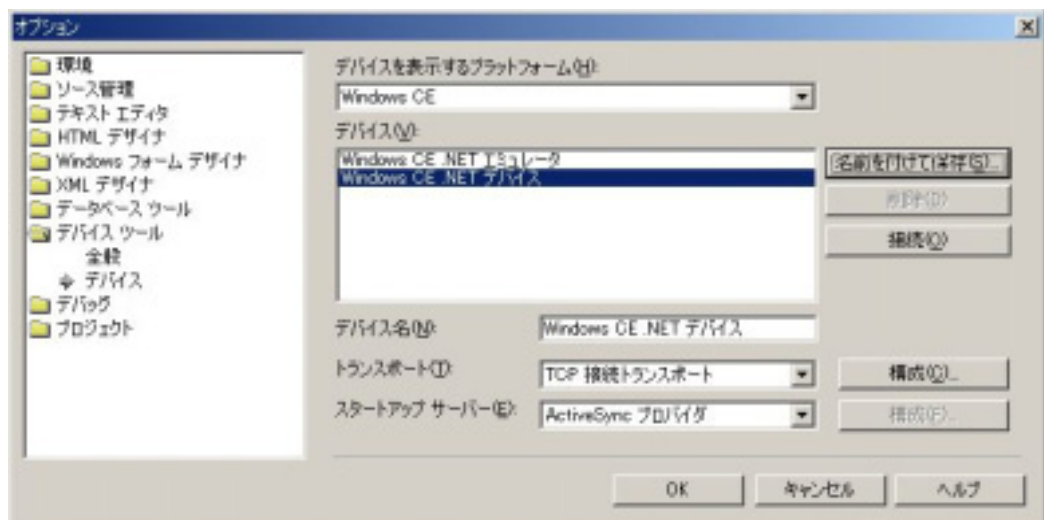 オプション
環境
ソース管理
テキスト エディタ
HTML デザイナ
Windows フォーム デザイナ
XML デザイナ
データベース ツール
デバイス ツール
全般
デバイス
デバッグ
プロジェクト
デバイスを表示するプラットフォーム(H):
Windows CE
デバイス(V):
Windows CE .NET エミュレータ
Windows CE .NET デバイス
名前を付けて保存(S)...
削除(D)
接続(O)
デバイス名(N):
Windows CE .NET デバイス
トランスポート(T):
TCP 接続トランスポート
構成(C)...
スタートアップ サーバー(E):
ActiveSync プロバイダ
構成(F)...
OK
キャンセル
ヘルプ